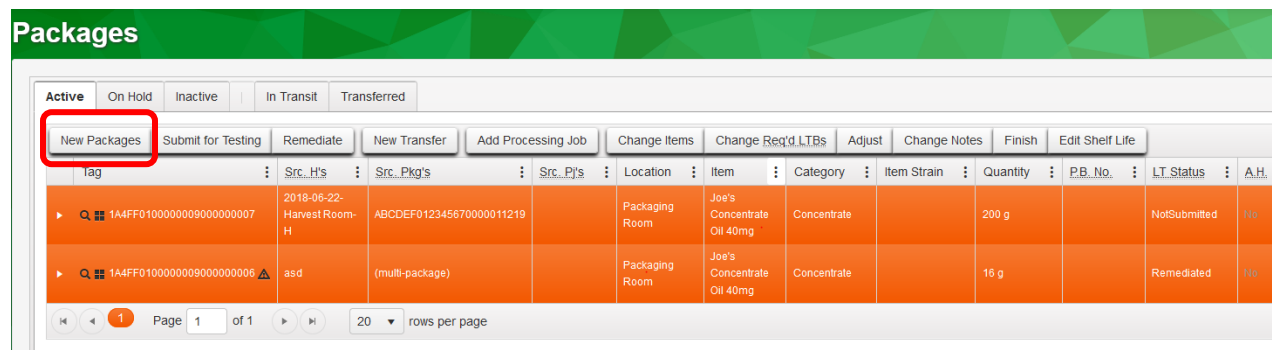 Packages
Active On Hold Inactive In Transit Transferred
New Packages Submit for Testing Remediate New Transfer Add Processing Job Change Items Change Req'd LTBs Adjust Change Notes Finish Edit Shelf Life
Tag Src. H's Src. Pkg's Src. Pj's Location Item Category Item Strain Quantity P.B. No. LT Status A.H.
1A4FF0100000009000000007 2018-06-22-Harvest Room-H ABCDEF012345670000011219 Packaging Room Joe's Concentrate Oil 40mg Concentrate 200 g NotSubmitted No
1A4FF0100000009000000006 asd (multi-package) Packaging Room Joe's Concentrate Oil 40mg Concentrate 16 g Remediated No
1 Page 1 of 1 20 rows per page